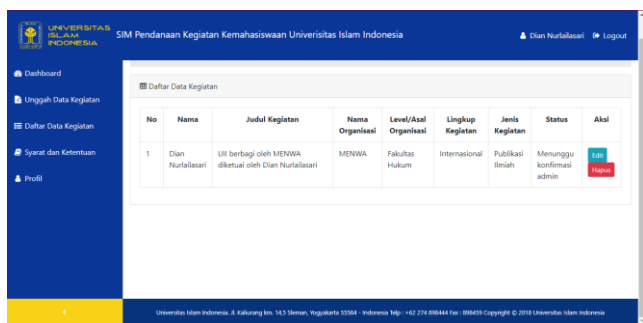 UNIVERSITAS
ISLAM
INDONESIA
SIM Pendanaan Kegiatan Kemahasiswaan Univerisitas Islam Indonesia
Dian Nurlailasari Logout
Dashboard
Unggah Data Kegiatan
Daftar Data Kegiatan
Syarat dan Ketentuan
Profil
Daftar Data Kegiatan
No Nama Judul Kegiatan Nama Organisasi Level/Asal Organisasi Lingkup Kegiatan Jenis Kegiatan Status Aksi
1 Dian Nurlailasari UII berbagi oleh MENWA diketuai oleh Dian Nurlailasari MENWA Fakultas Hukum Internasional Publikasi Ilmiah Menunggu konfirmasi admin Edit Hapus
Universitas Islam Indonesia. Jl. Kaliurang km. 14,5 Sleman, Yogyakarta 55584 - Indonesia Telp : +62 274 898444 Fax : 898459 Copyright © 2018 Universitas Islam Indonesia